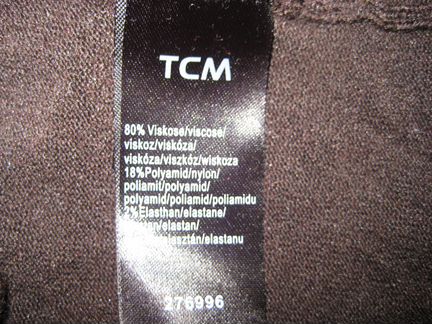 TCM
80% Viskose/viscose/
viskoz/viskóza/
viskóza/viszkóz/wiskoza
18%Polyamid/nylon/
poliamit/polyamid/
polyamid/poliamid/poliamidu
2%Elasthan/elastane/
elastan/
elastanu
276996